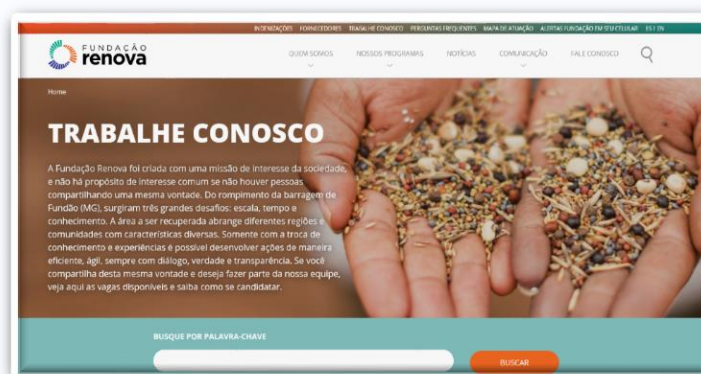 INDENIZAÇÕES FORNECEDORES TRABALHE CONOSCO PERGUNTAS FREQUENTES MAPA DE ATUAÇÃO ALERTAS FUNDAÇÃO EM SEU CELULAR ES | EN
FUNDAÇÃO
renova
QUEM SOMOS NOSSOS PROGRAMAS NOTÍCIAS COMUNICAÇÃO FALE CONOSCO
Home
TRABALHE CONOSCO
A Fundação Renova foi criada com uma missão de interesse da sociedade,
e não há propósito de interesse comum se não houver pessoas
compartilhando uma mesma vontade. Do rompimento da barragem de
Fundão (MG), surgiram três grandes desafios: escala, tempo e
conhecimento. A área a ser recuperada abrange diferentes regiões e
comunidades com características diversas. Somente com a troca de
conhecimento e experiências é possível desenvolver ações de maneira
eficiente, ágil, sempre com diálogo, verdade e transparência. Se você
compartilha desta mesma vontade e deseja fazer parte da nossa equipe,
veja aqui as vagas disponíveis e saiba como se candidatar.
BUSQUE POR PALAVRA-CHAVE
BUSCAR